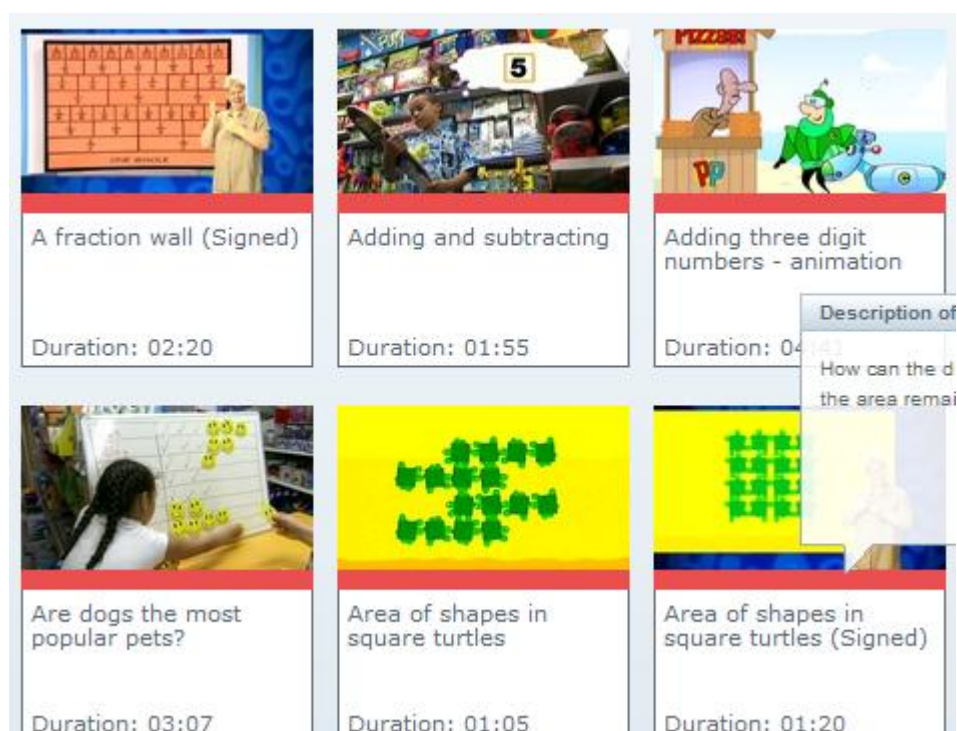 ONE WHOLE
5
PIZZAS
PP
A fraction wall (Signed)
Duration: 02:20
Adding and subtracting
Duration: 01:55
Adding three digit
numbers - animation
Duration: 04:41
Description of
How can the d
the area remai
Are dogs the most
popular pets?
Duration: 03:07
Area of shapes in
square turtles
Duration: 01:05
Area of shapes in
square turtles (Signed)
Duration: 01:20